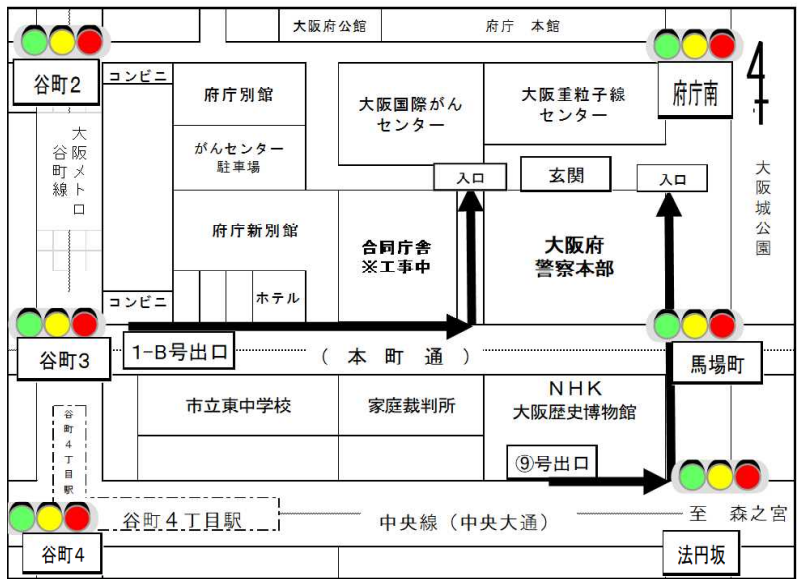 大阪府公館
府庁　本館
谷町2
コンビニ
府庁別館
大阪国際がん
センター
大阪重粒子線
センター
府庁南
4
大阪メトロ
谷町線
がんセンター
駐車場
入口
玄関
入口
大阪城公園
府庁新別館
合同庁舎
※工事中
大阪府
警察本部
コンビニ
ホテル
谷町3
1-B号出口
（ 本 町 通 ）
馬場町
谷町4丁目駅
市立東中学校
家庭裁判所
NHK
大阪歴史博物館
⑨号出口
谷町４丁目駅
中央線（中央大通）
至　森之宮
谷町4
法円坂